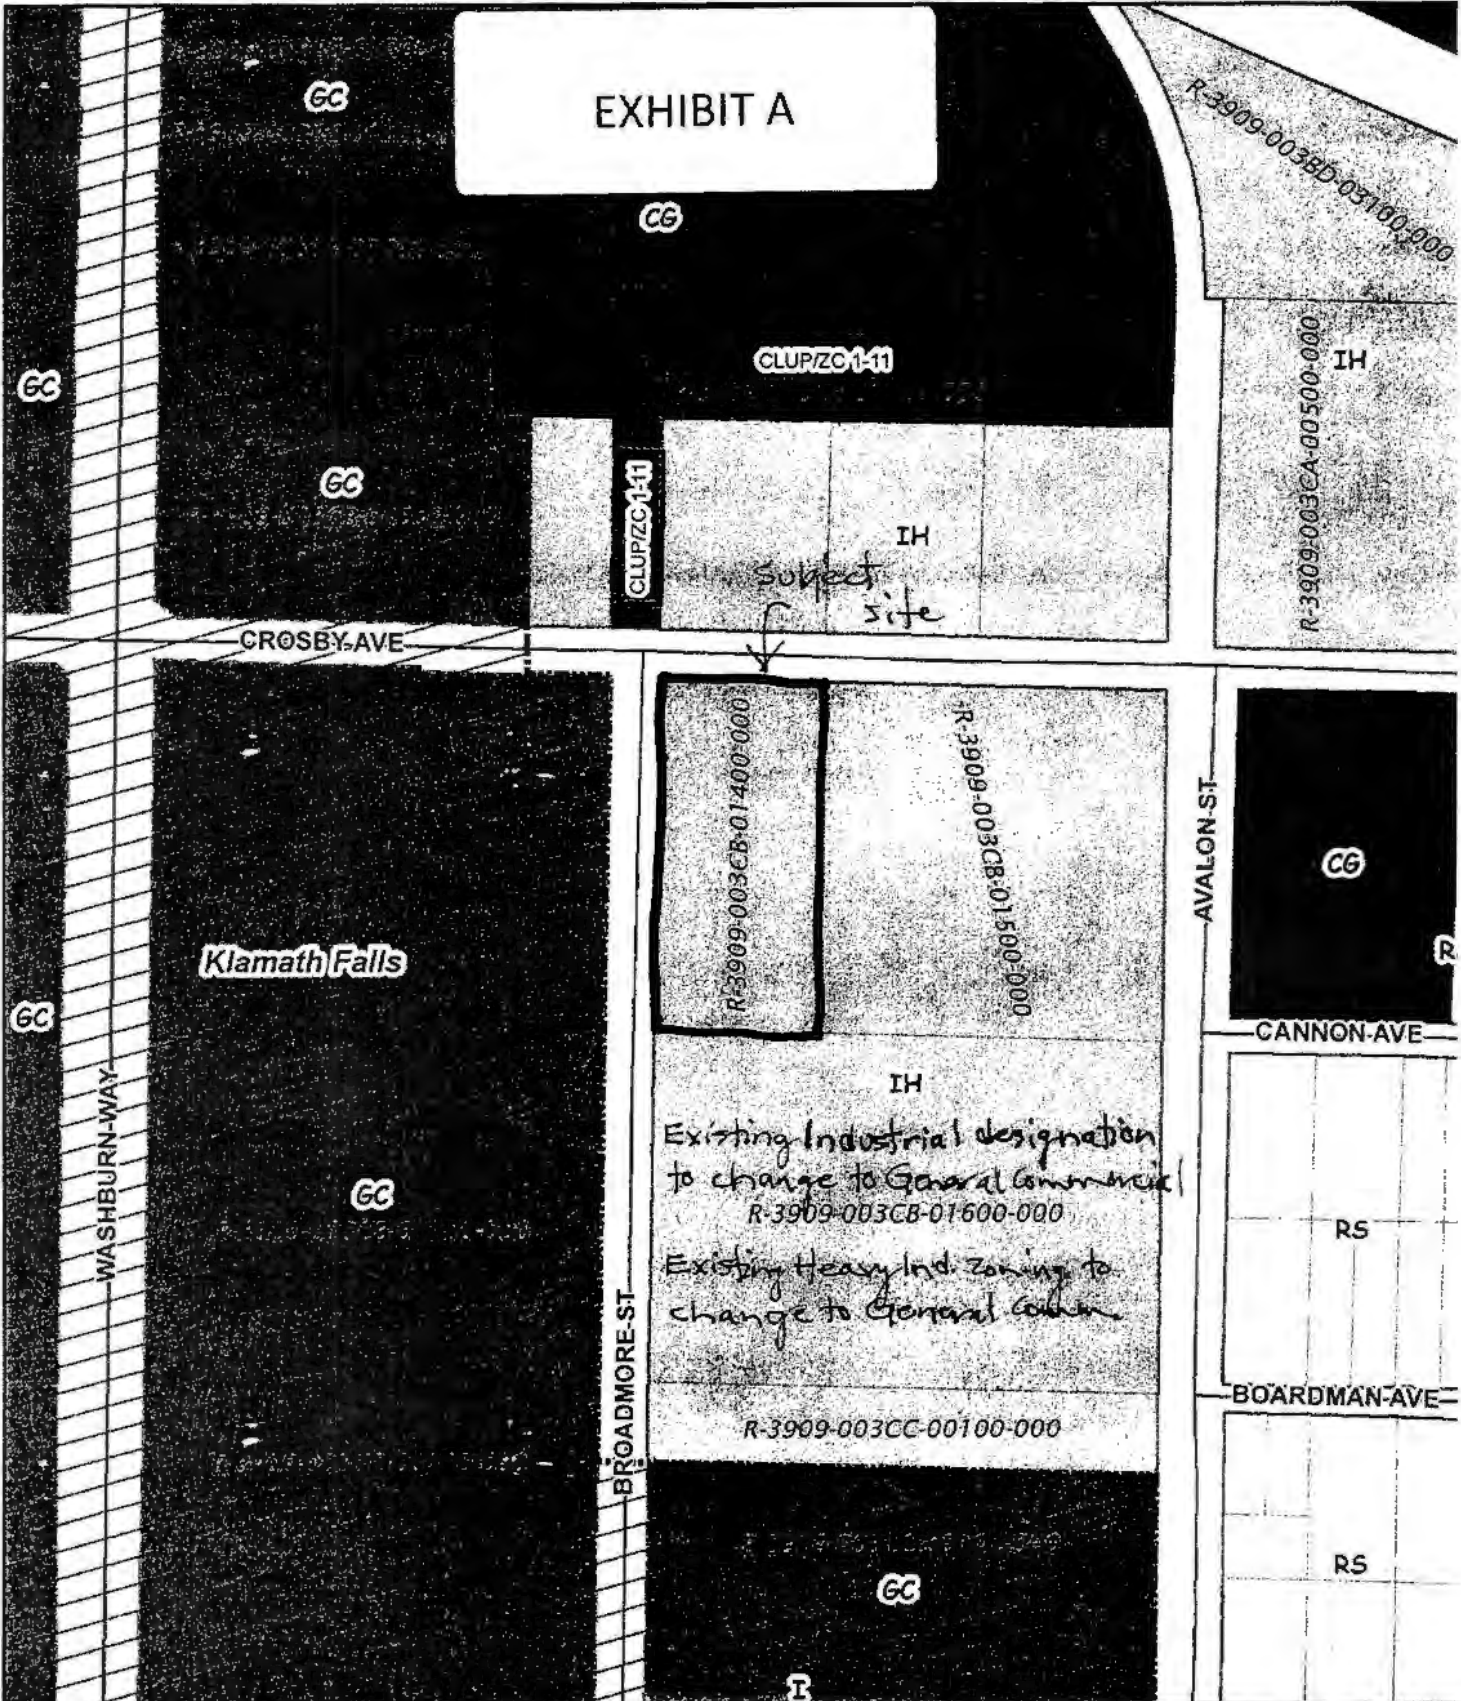 EXHIBIT A
GC
CG
R-3909-003BD-03100-000
CLUP/ZC 1-11
GC
IH
R-3909-003CA-00500-000
GC
CLUP/ZC 1-11
IH
Subject
site
CROSBY-AVE
R-3909-003CB-01400-000
R-3909-003CB-01500-000
AVALON-ST
CG
Klamath Falls
R
GC
CANNON-AVE
IH
WASHBURN-WAY
Existing Industrial designation
to change to General Commercial
GC
R-3909-003CB-01600-000
RS
Existing Heavy Ind. Zoning to
change to General Comm
BROADMORE-ST
BOARDMAN-AVE
R-3909-003CC-00100-000
RS
GC
I